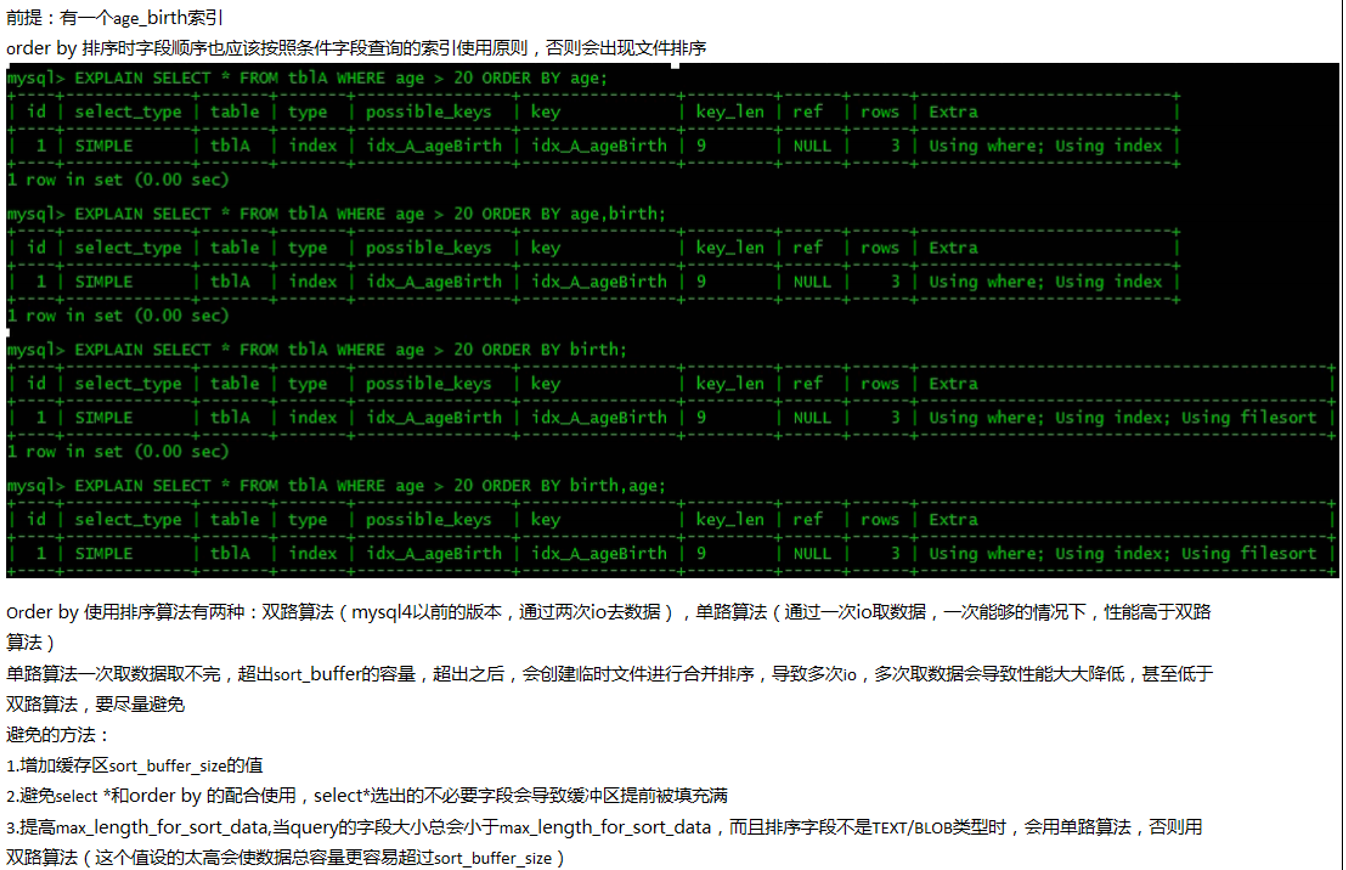 前提：有一个age_birth索引
order by 排序时字段顺序也应该按照条件字段查询的索引使用原则，否则会出现文件排序
mysql> EXPLAIN SELECT * FROM tblA WHERE age > 20 ORDER BY age;
| id | select_type | table | type | possible_keys | key | key_len | ref | rows | Extra |
| 1 | SIMPLE | tblA | index | idx_A_ageBirth | idx_A_ageBirth | 9 | NULL | 3 | Using where; Using index |
1 row in set (0.00 sec)
mysql> EXPLAIN SELECT * FROM tblA WHERE age > 20 ORDER BY age,birth;
| id | select_type | table | type | possible_keys | key | key_len | ref | rows | Extra |
| 1 | SIMPLE | tblA | index | idx_A_ageBirth | idx_A_ageBirth | 9 | NULL | 3 | Using where; Using index |
1 row in set (0.00 sec)
mysql> EXPLAIN SELECT * FROM tblA WHERE age > 20 ORDER BY birth;
| id | select_type | table | type | possible_keys | key | key_len | ref | rows | Extra |
| 1 | SIMPLE | tblA | index | idx_A_ageBirth | idx_A_ageBirth | 9 | NULL | 3 | Using where; Using index; Using filesort |
1 row in set (0.00 sec)
mysql> EXPLAIN SELECT * FROM tblA WHERE age > 20 ORDER BY birth,age;
| id | select_type | table | type | possible_keys | key | key_len | ref | rows | Extra |
| 1 | SIMPLE | tblA | index | idx_A_ageBirth | idx_A_ageBirth | 9 | NULL | 3 | Using where; Using index; Using filesort |
Order by 使用排序算法有两种：双路算法（mysql4以前的版本，通过两次io去数据），单路算法（通过一次io取数据，一次能够的情况下，性能高于双路
算法）
单路算法一次取数据取不完，超出sort_buffer的容量，超出之后，会创建临时文件进行合并排序，导致多次io，多次取数据会导致性能大大降低，甚至低于
双路算法，要尽量避免
避免的方法：
1.增加缓存区sort_buffer_size的值
2.避免select *和order by 的配合使用，select*选出的不必要字段会导致缓冲区提前被填充满
3.提高max_length_for_sort_data,当query的字段大小总会小于max_length_for_sort_data，而且排序字段不是TEXT/BLOB类型时，会用单路算法，否则用
双路算法（这个值设的太高会使数据总容量更容易超过sort_buffer_size）